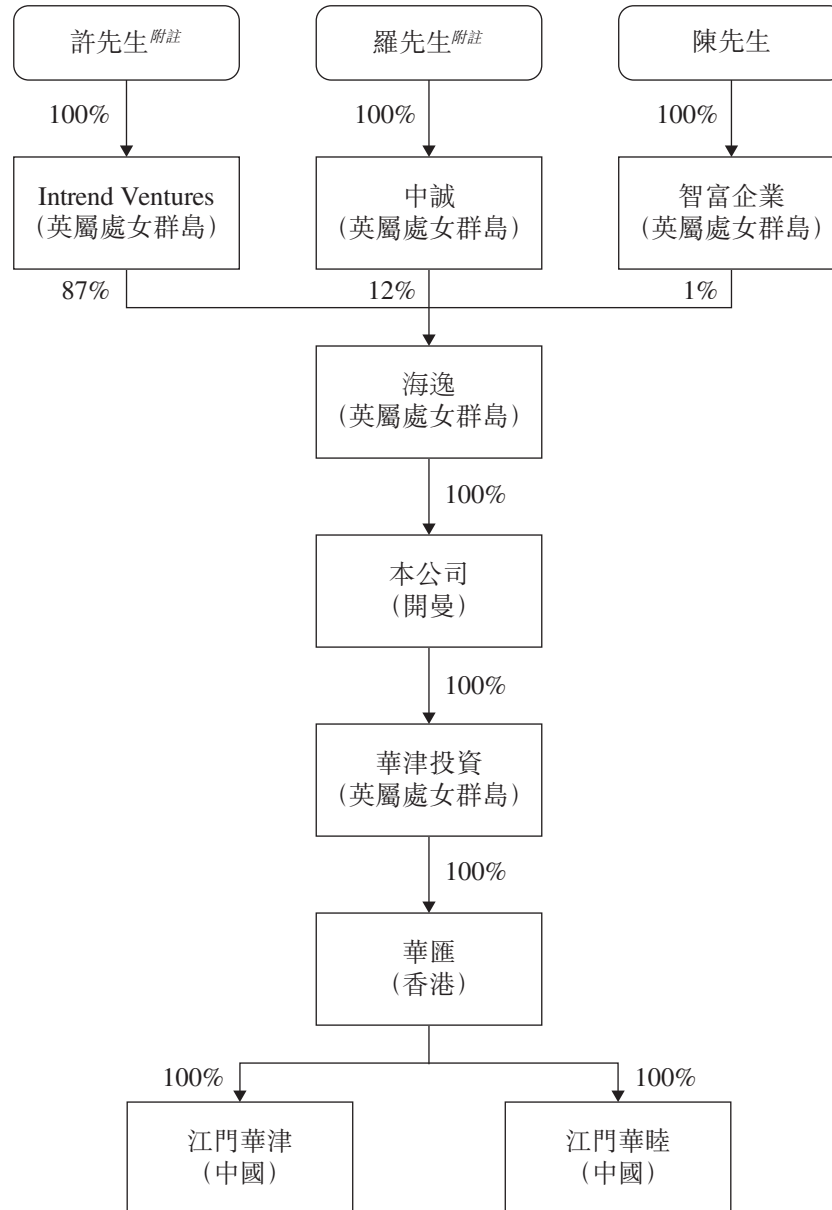 許先生附註
羅先生附註
陳先生
100%
100%
100%
Intrend Ventures
(英屬處女群島)
中誠
(英屬處女群島)
智富企業
(英屬處女群島)
87%
12%
1%
海逸
(英屬處女群島)
100%
本公司
(開曼)
100%
華津投資
(英屬處女群島)
100%
華匯
(香港)
100%
100%
江門華津
(中國)
江門華睦
(中國)